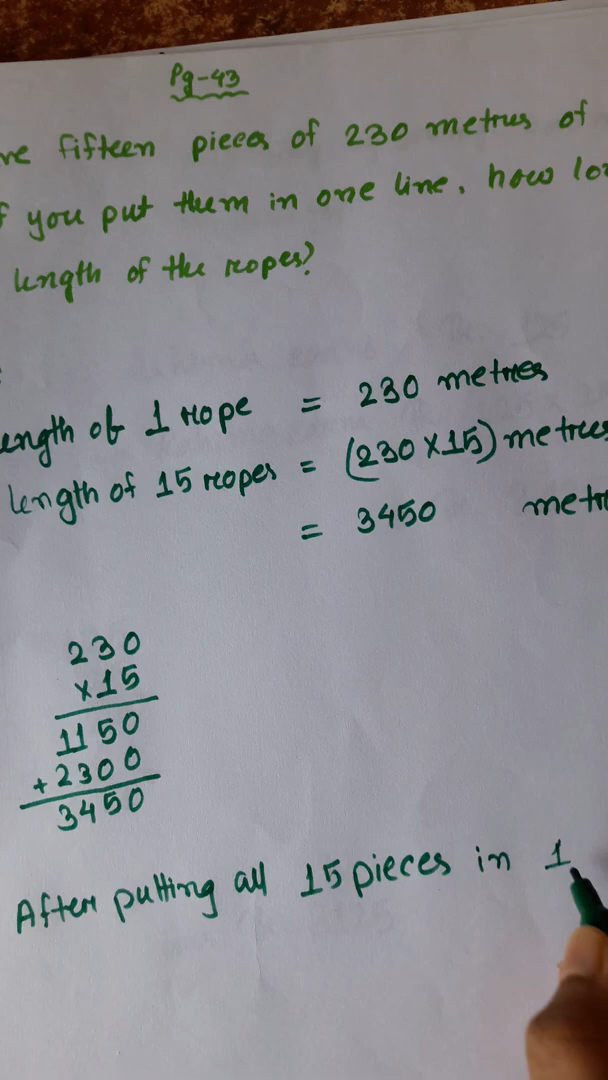 Pg-43
fifteen pieces of 230 metres of
you put them in one line, how
length of the ropes?
length of 1 rope = 230 metres
length of 15 ropes = (230 x 15) metres
= 3450
230
x15
1150
+2300
3450
After putting all 15 pieces in 1